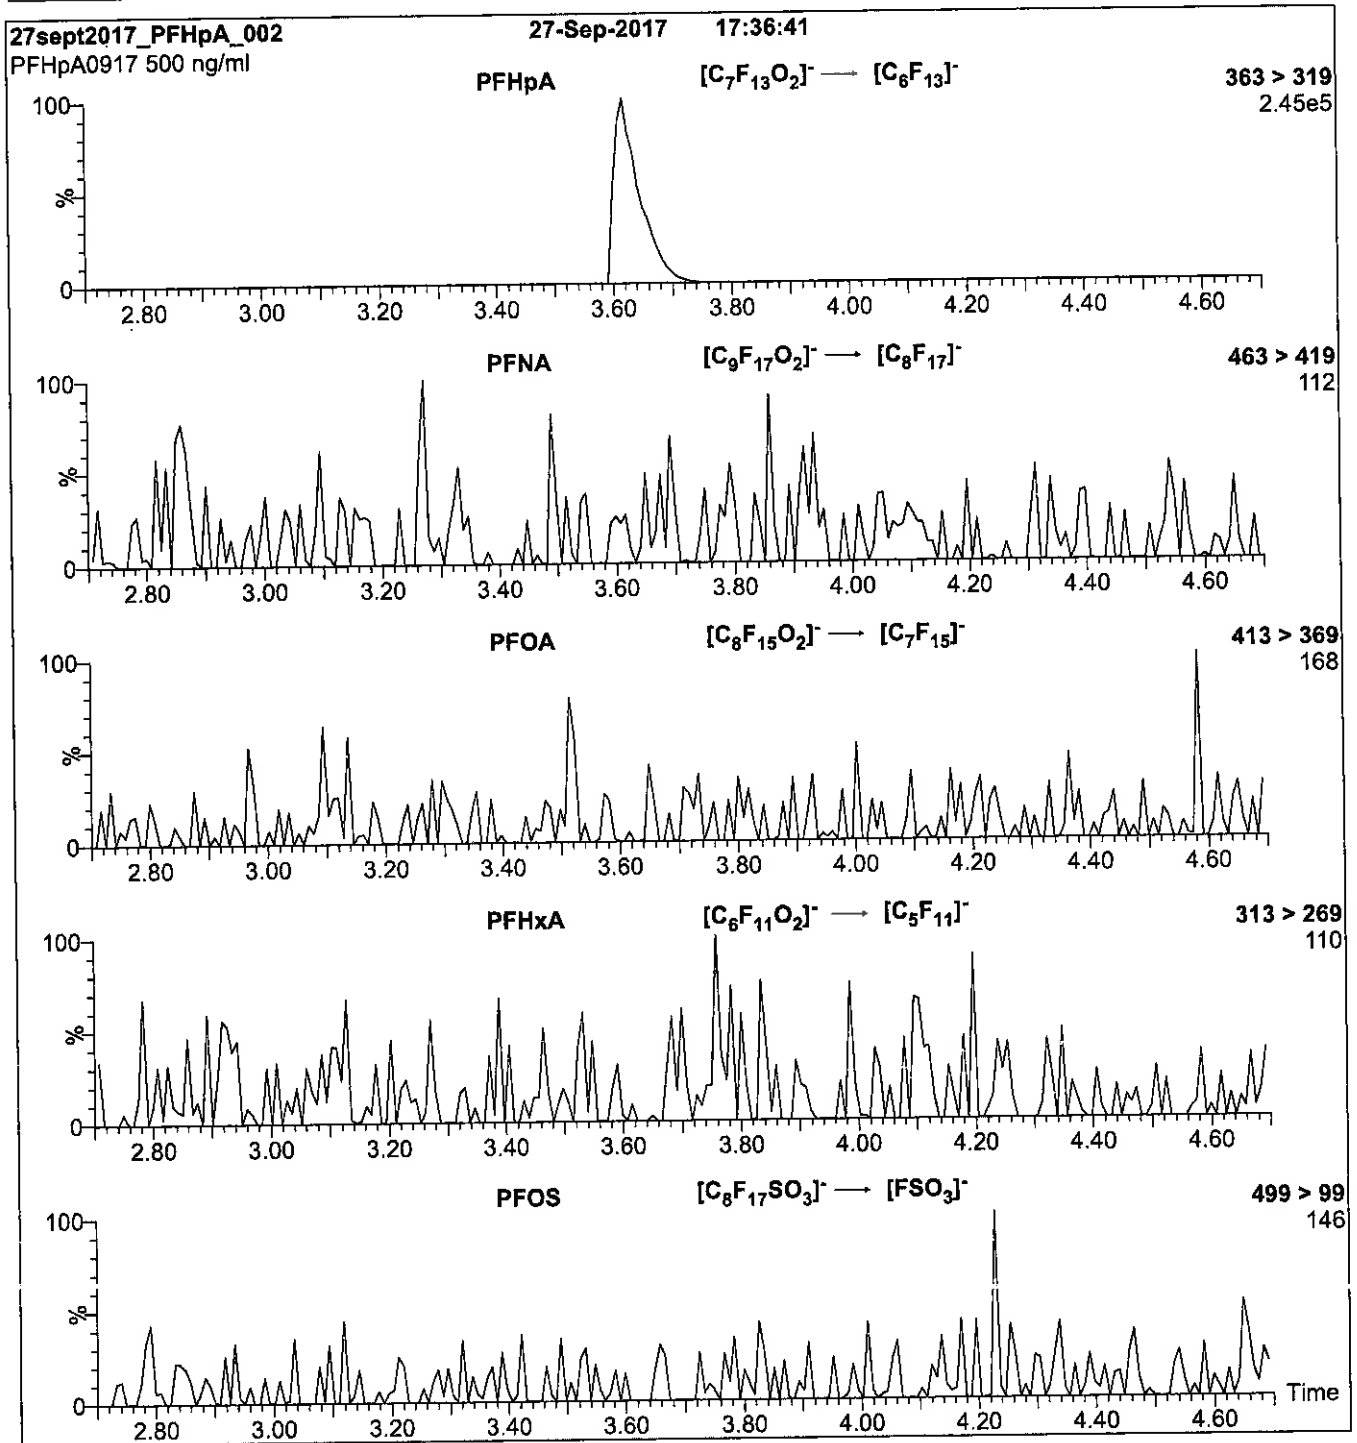 27sept2017_PFHpA_002 27-Sep-2017 17:36:41
PFHpA0917 500 ng/ml
PFHpA [C₇F₁₃O₂]⁻ → [C₆F₁₃]⁻ 363 > 319
2.45e5
100
%
0
2.80 3.00 3.20 3.40 3.60 3.80 4.00 4.20 4.40 4.60
PFNA [C₉F₁₇O₂]⁻ → [C₈F₁₇]⁻ 463 > 419
112
100
%
0
2.80 3.00 3.20 3.40 3.60 3.80 4.00 4.20 4.40 4.60
PFOA [C₈F₁₅O₂]⁻ → [C₇F₁₅]⁻ 413 > 369
168
100
%
0
2.80 3.00 3.20 3.40 3.60 3.80 4.00 4.20 4.40 4.60
PFHxA [C₆F₁₁O₂]⁻ → [C₅F₁₁]⁻ 313 > 269
110
100
%
0
2.80 3.00 3.20 3.40 3.60 3.80 4.00 4.20 4.40 4.60
PFOS [C₈F₁₇SO₃]⁻ → [FSO₃]⁻ 499 > 99
146
100
%
0
Time
2.80 3.00 3.20 3.40 3.60 3.80 4.00 4.20 4.40 4.60